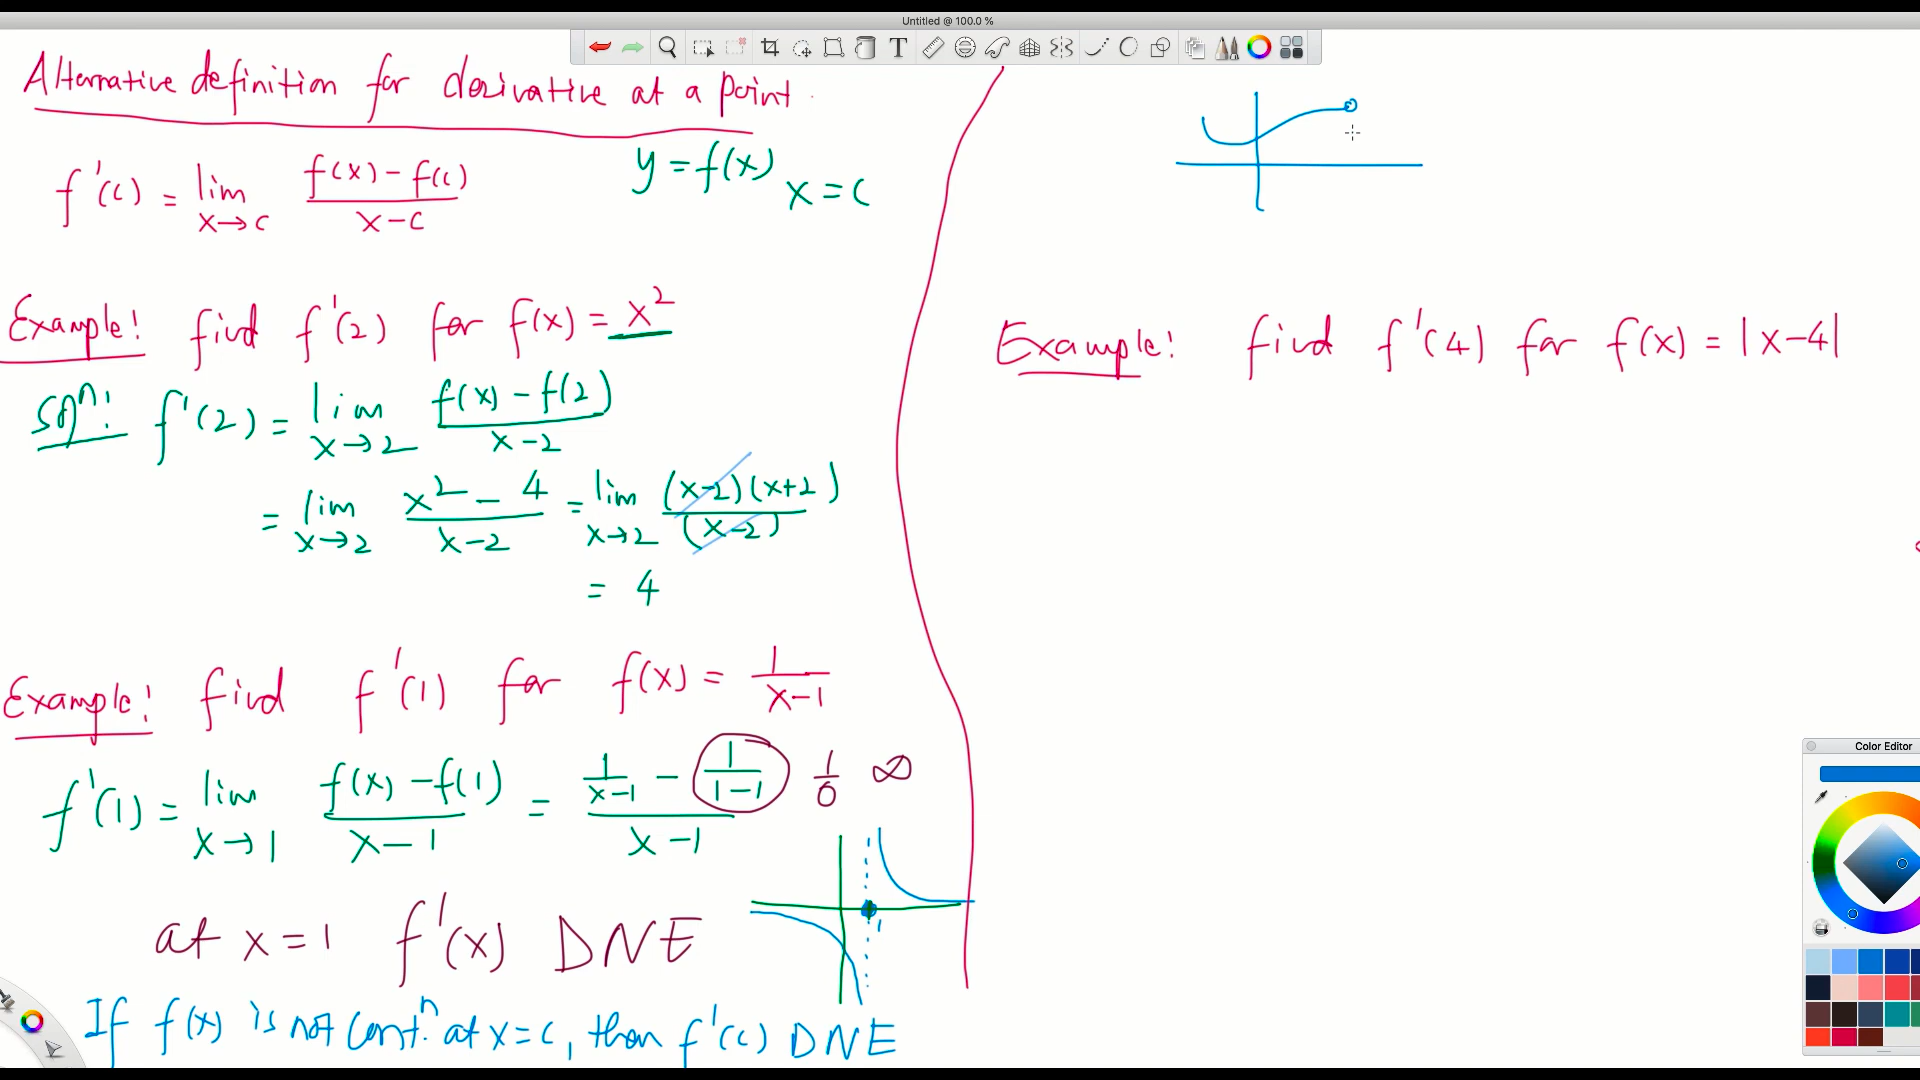 Untitled @ 100.0 %
Alternative definition for derivative at a point.
f'(c) = lim x→c (f(x) - f(c))/(x-c)
y = f(x)
x = c
Example! find f'(2) for f(x) = x²
Solⁿ: f'(2) = lim x→2 (f(x) - f(2))/(x-2)
= lim x→2 (x² - 4)/(x-2) = lim x→2 (x-2)(x+2)/(x-2)
= 4
Example! find f'(1) for f(x) = 1/(x-1)
f'(1) = lim x→1 (f(x) - f(1))/(x-1) = (1/(x-1) - 1/(1-1))/(x-1) 1/0 ∞
1
at x=1 f'(x) DNE
If f(x) is not contⁿ. at x=c, then f'(c) DNE
Example! find f'(4) for f(x) = |x-4|
Color Editor